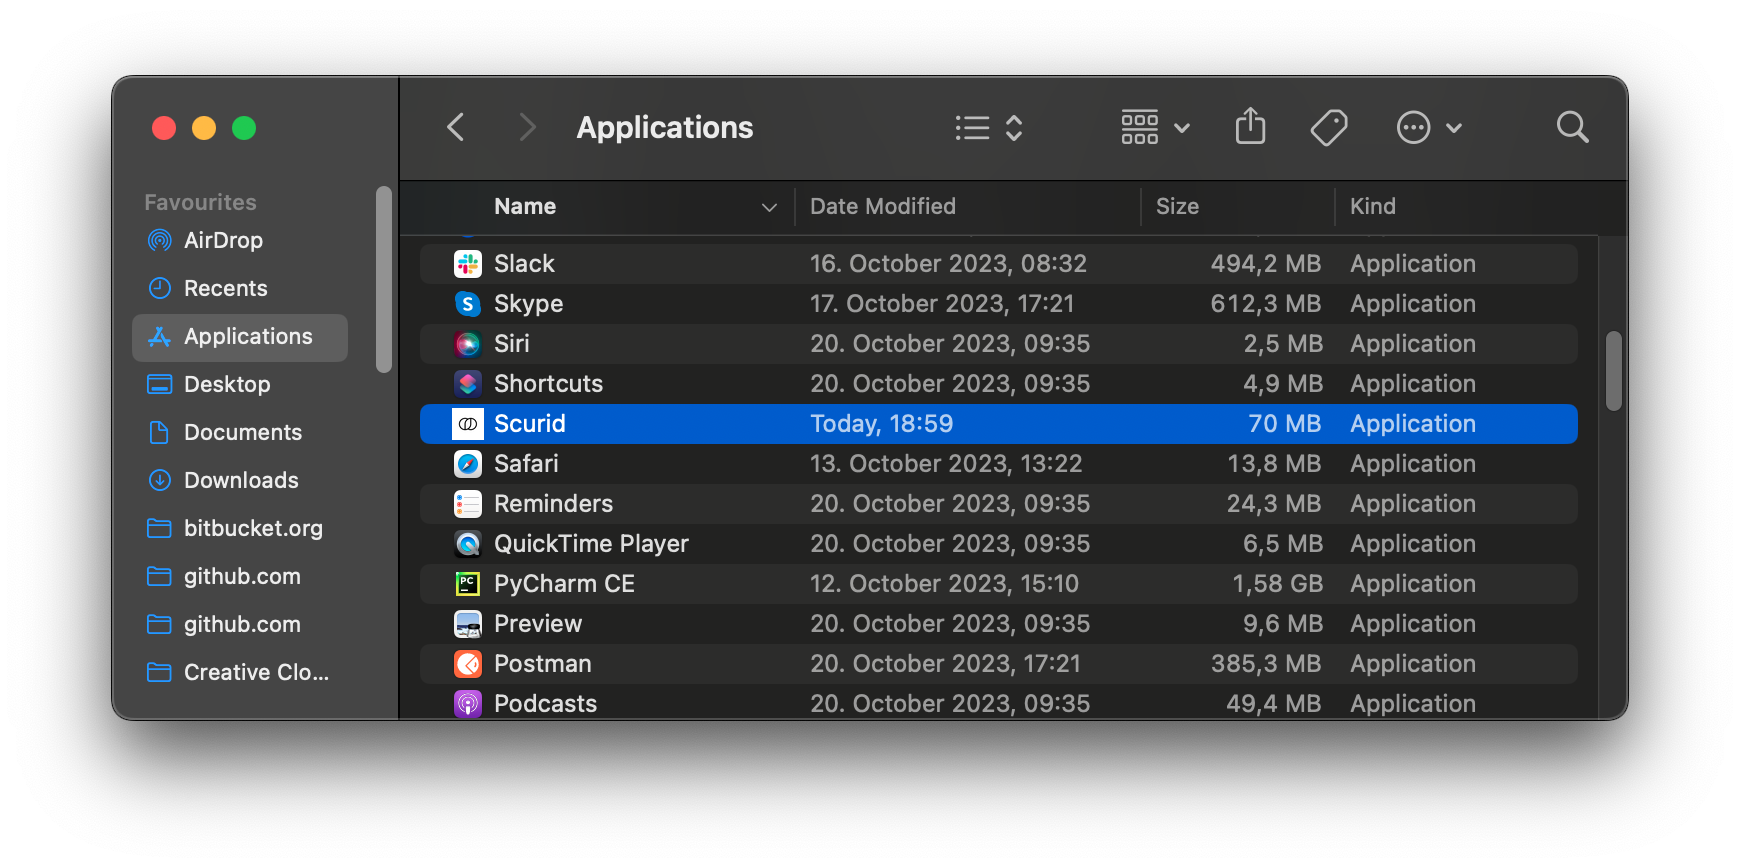 Applications
Favourites
AirDrop
Recents
Applications
Desktop
Documents
Downloads
bitbucket.org
github.com
github.com
Creative Clo...
Name Date Modified Size Kind
Slack 16. October 2023, 08:32 494,2 MB Application
Skype 17. October 2023, 17:21 612,3 MB Application
Siri 20. October 2023, 09:35 2,5 MB Application
Shortcuts 20. October 2023, 09:35 4,9 MB Application
Scurid Today, 18:59 70 MB Application
Safari 13. October 2023, 13:22 13,8 MB Application
Reminders 20. October 2023, 09:35 24,3 MB Application
QuickTime Player 20. October 2023, 09:35 6,5 MB Application
PC PyCharm CE 12. October 2023, 15:10 1,58 GB Application
Preview 20. October 2023, 09:35 9,6 MB Application
Postman 20. October 2023, 17:21 385,3 MB Application
Podcasts 20. October 2023, 09:35 49,4 MB Application